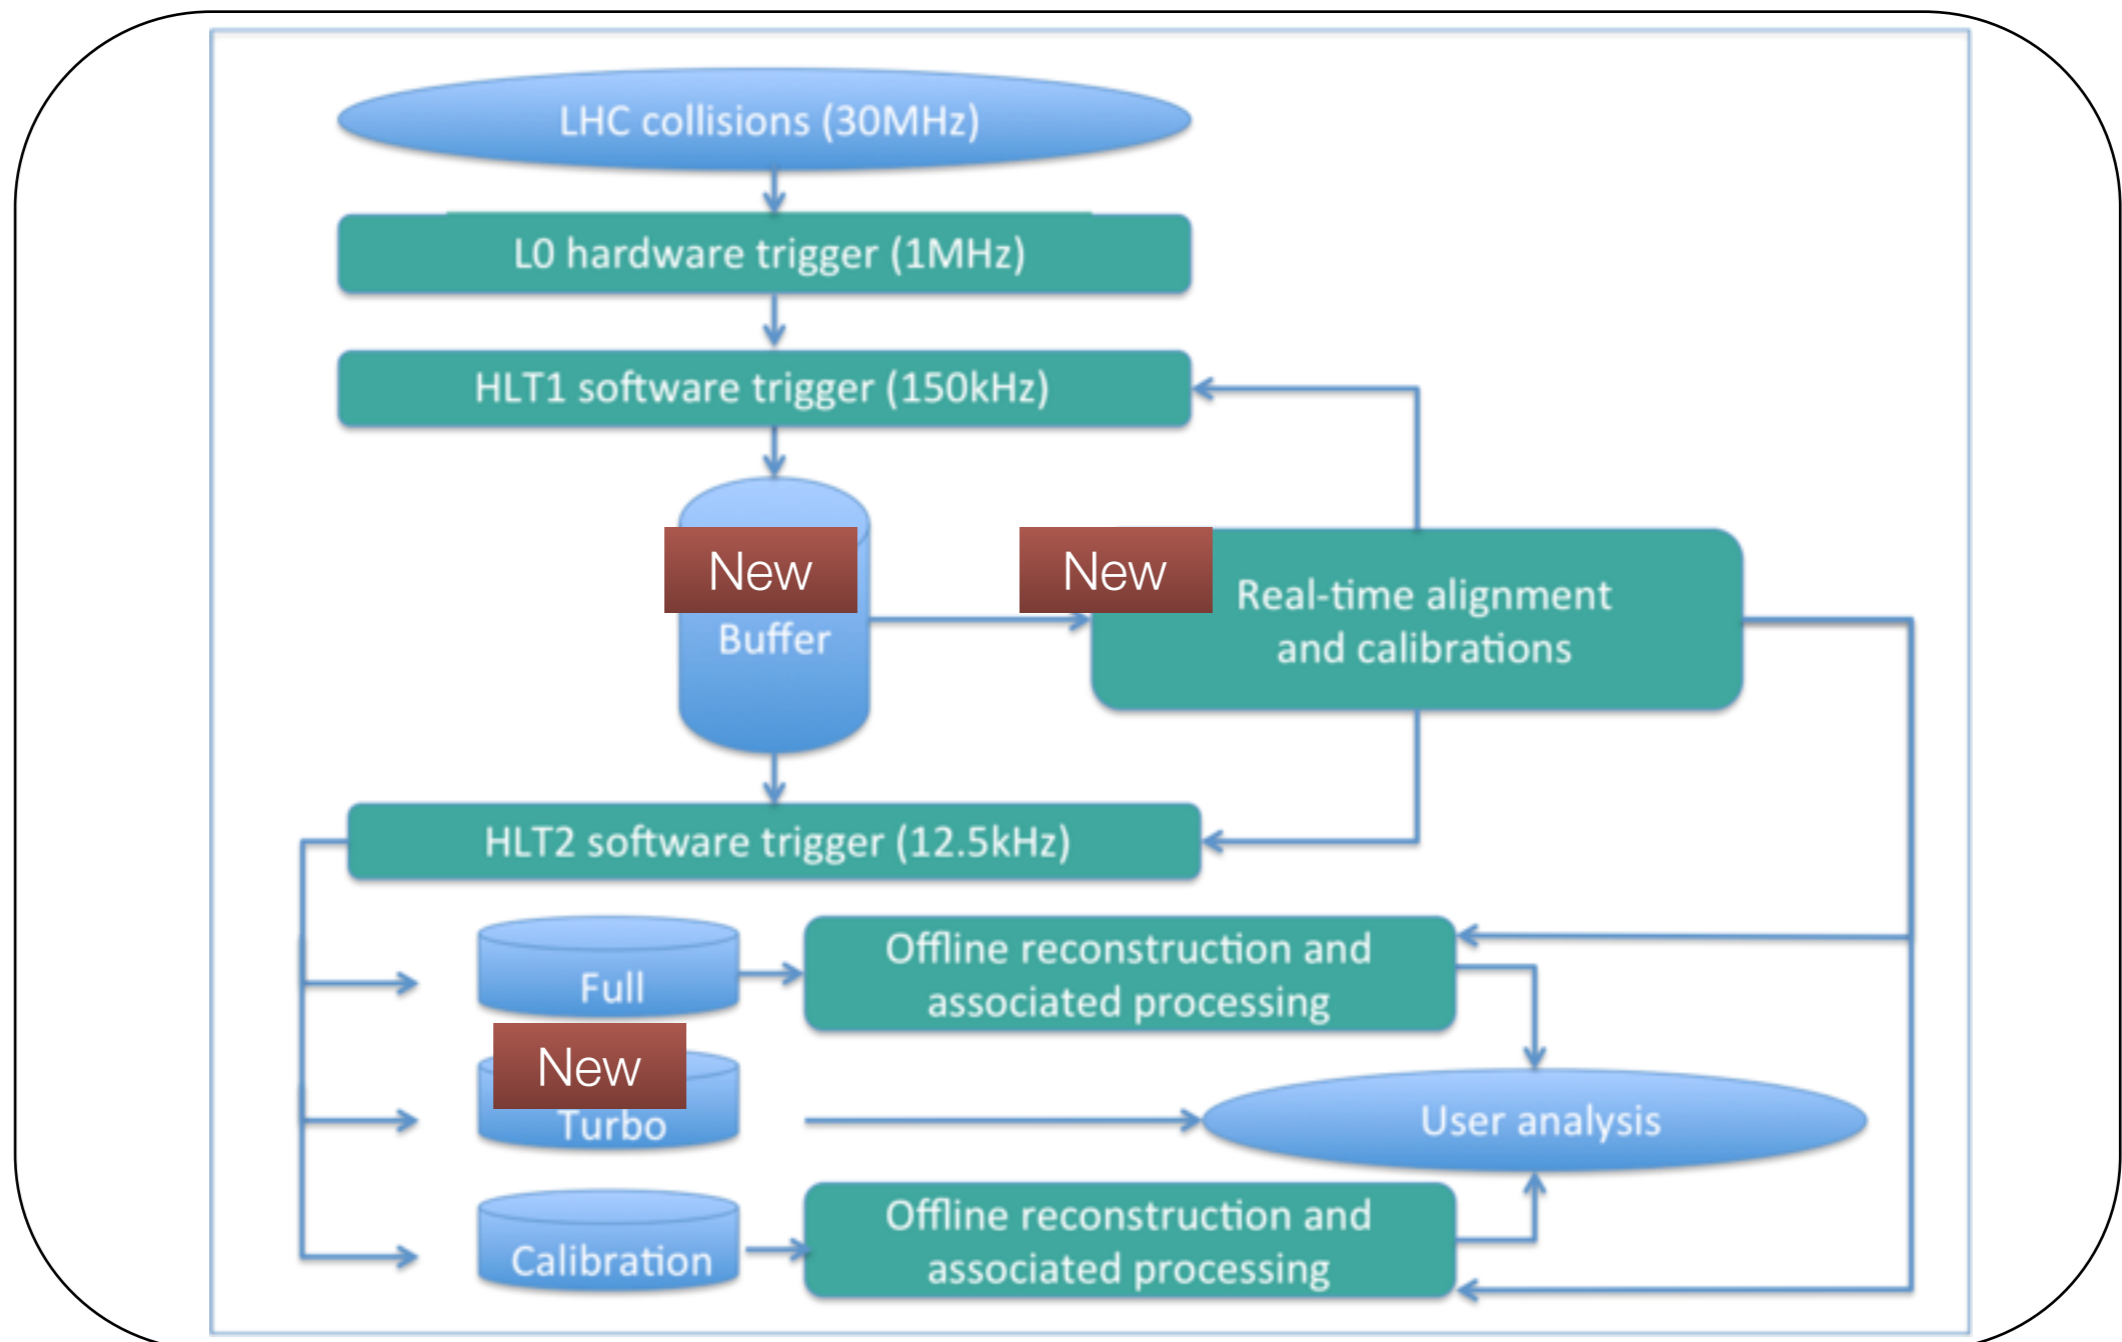 LHC collisions (30MHz)
L0 hardware trigger (1MHz)
HLT1 software trigger (150kHz)
New
New
Buffer
Real-time alignment
and calibrations
HLT2 software trigger (12.5kHz)
Full
Offline reconstruction and
associated processing
New
Turbo
User analysis
Calibration
Offline reconstruction and
associated processing